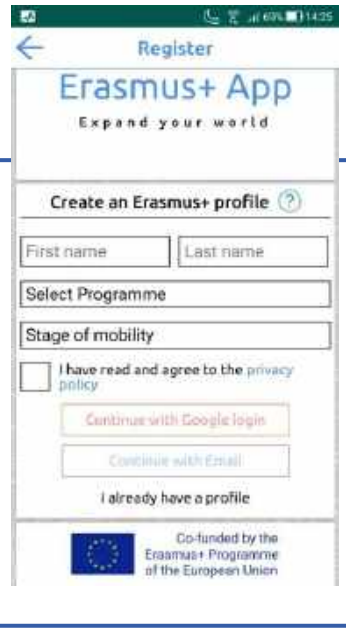 69% 14:25
Register
Erasmus+ App
Expand your world
Create an Erasmus+ profile ?
First name Last name
Select Programme
Stage of mobility
I have read and agree to the privacy
policy
Continue with Google login
Continue with Email
I already have a profile
Co-funded by the
Erasmus+ Programme
of the European Union